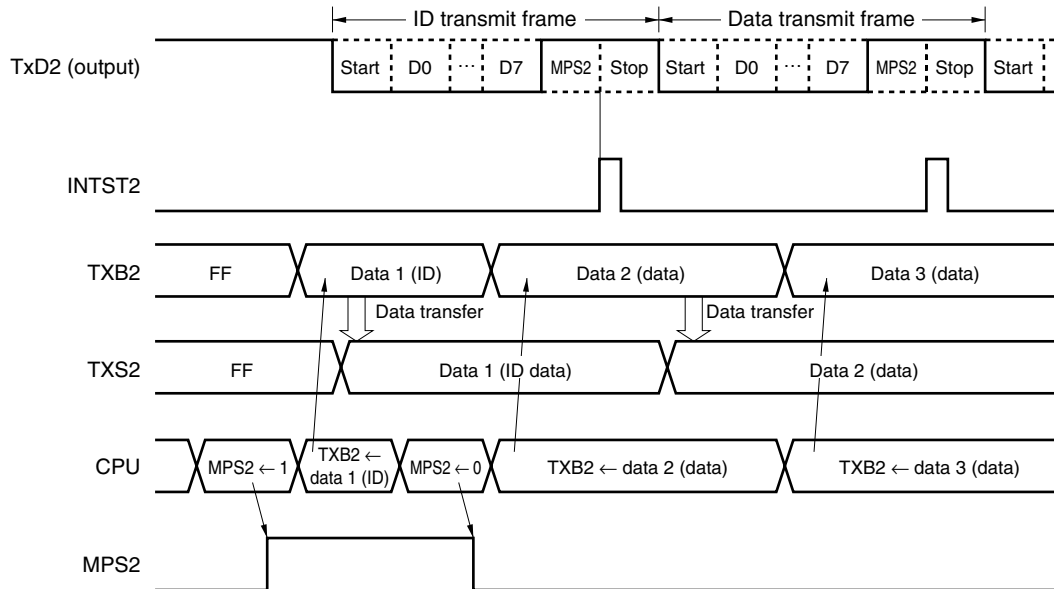 ID transmit frame Data transmit frame
TxD2 (output) Start D0 ... D7 MPS2 Stop Start D0 ... D7 MPS2 Stop Start
INTST2
TXB2 FF Data 1 (ID) Data 2 (data) Data 3 (data)
Data transfer Data transfer
TXS2 FF Data 1 (ID data) Data 2 (data)
CPU MPS2 ← 1 TXB2 ← data 1 (ID) MPS2 ← 0 TXB2 ← data 2 (data) TXB2 ← data 3 (data)
MPS2